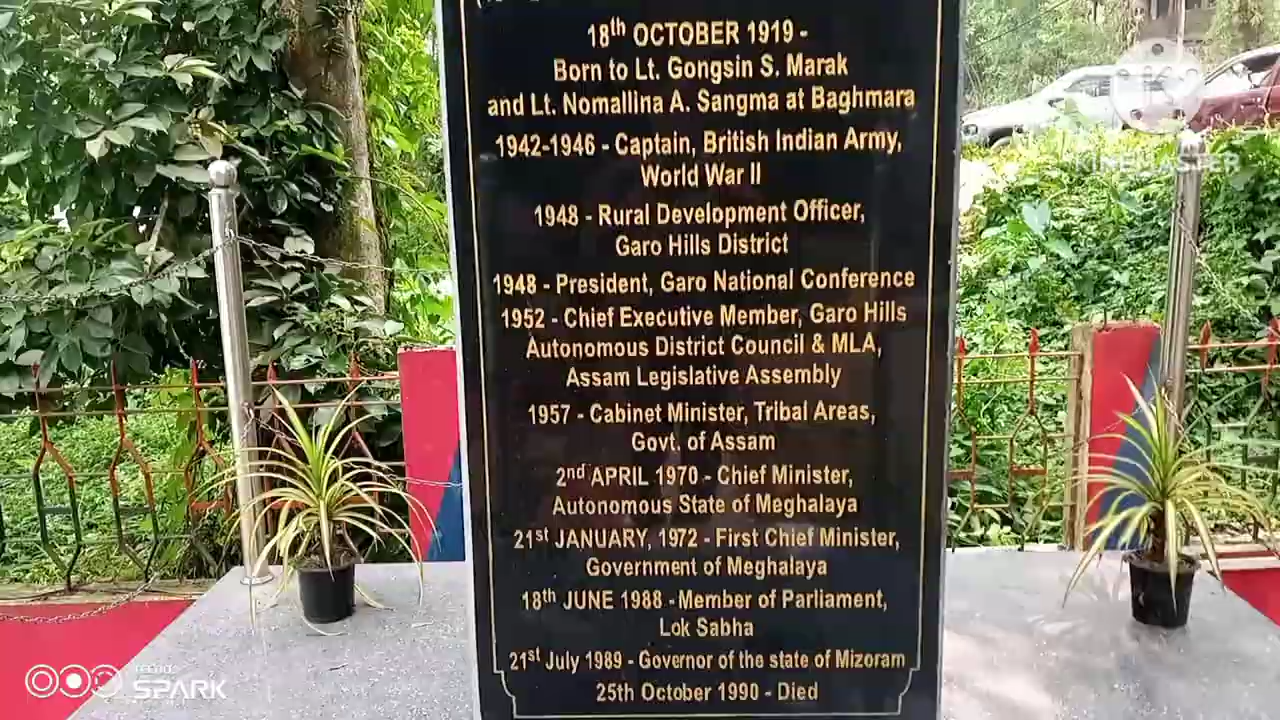 18th OCTOBER 1919 -
Born to Lt. Gongsin S. Marak
and Lt. Nomallina A. Sangma at Baghmara
1942-1946 - Captain, British Indian Army,
World War II
1948 - Rural Development Officer,
Garo Hills District
1948 - President, Garo National Conference
1952 - Chief Executive Member, Garo Hills
Autonomous District Council & MLA,
Assam Legislative Assembly
1957 - Cabinet Minister, Tribal Areas,
Govt. of Assam
2nd APRIL 1970 - Chief Minister,
Autonomous State of Meghalaya
21st JANUARY, 1972 - First Chief Minister,
Government of Meghalaya
18th JUNE 1988 - Member of Parliament,
Lok Sabha
21st July 1989 - Governor of the state of Mizoram
25th October 1990 - Died
KINEMASTER
SPARK